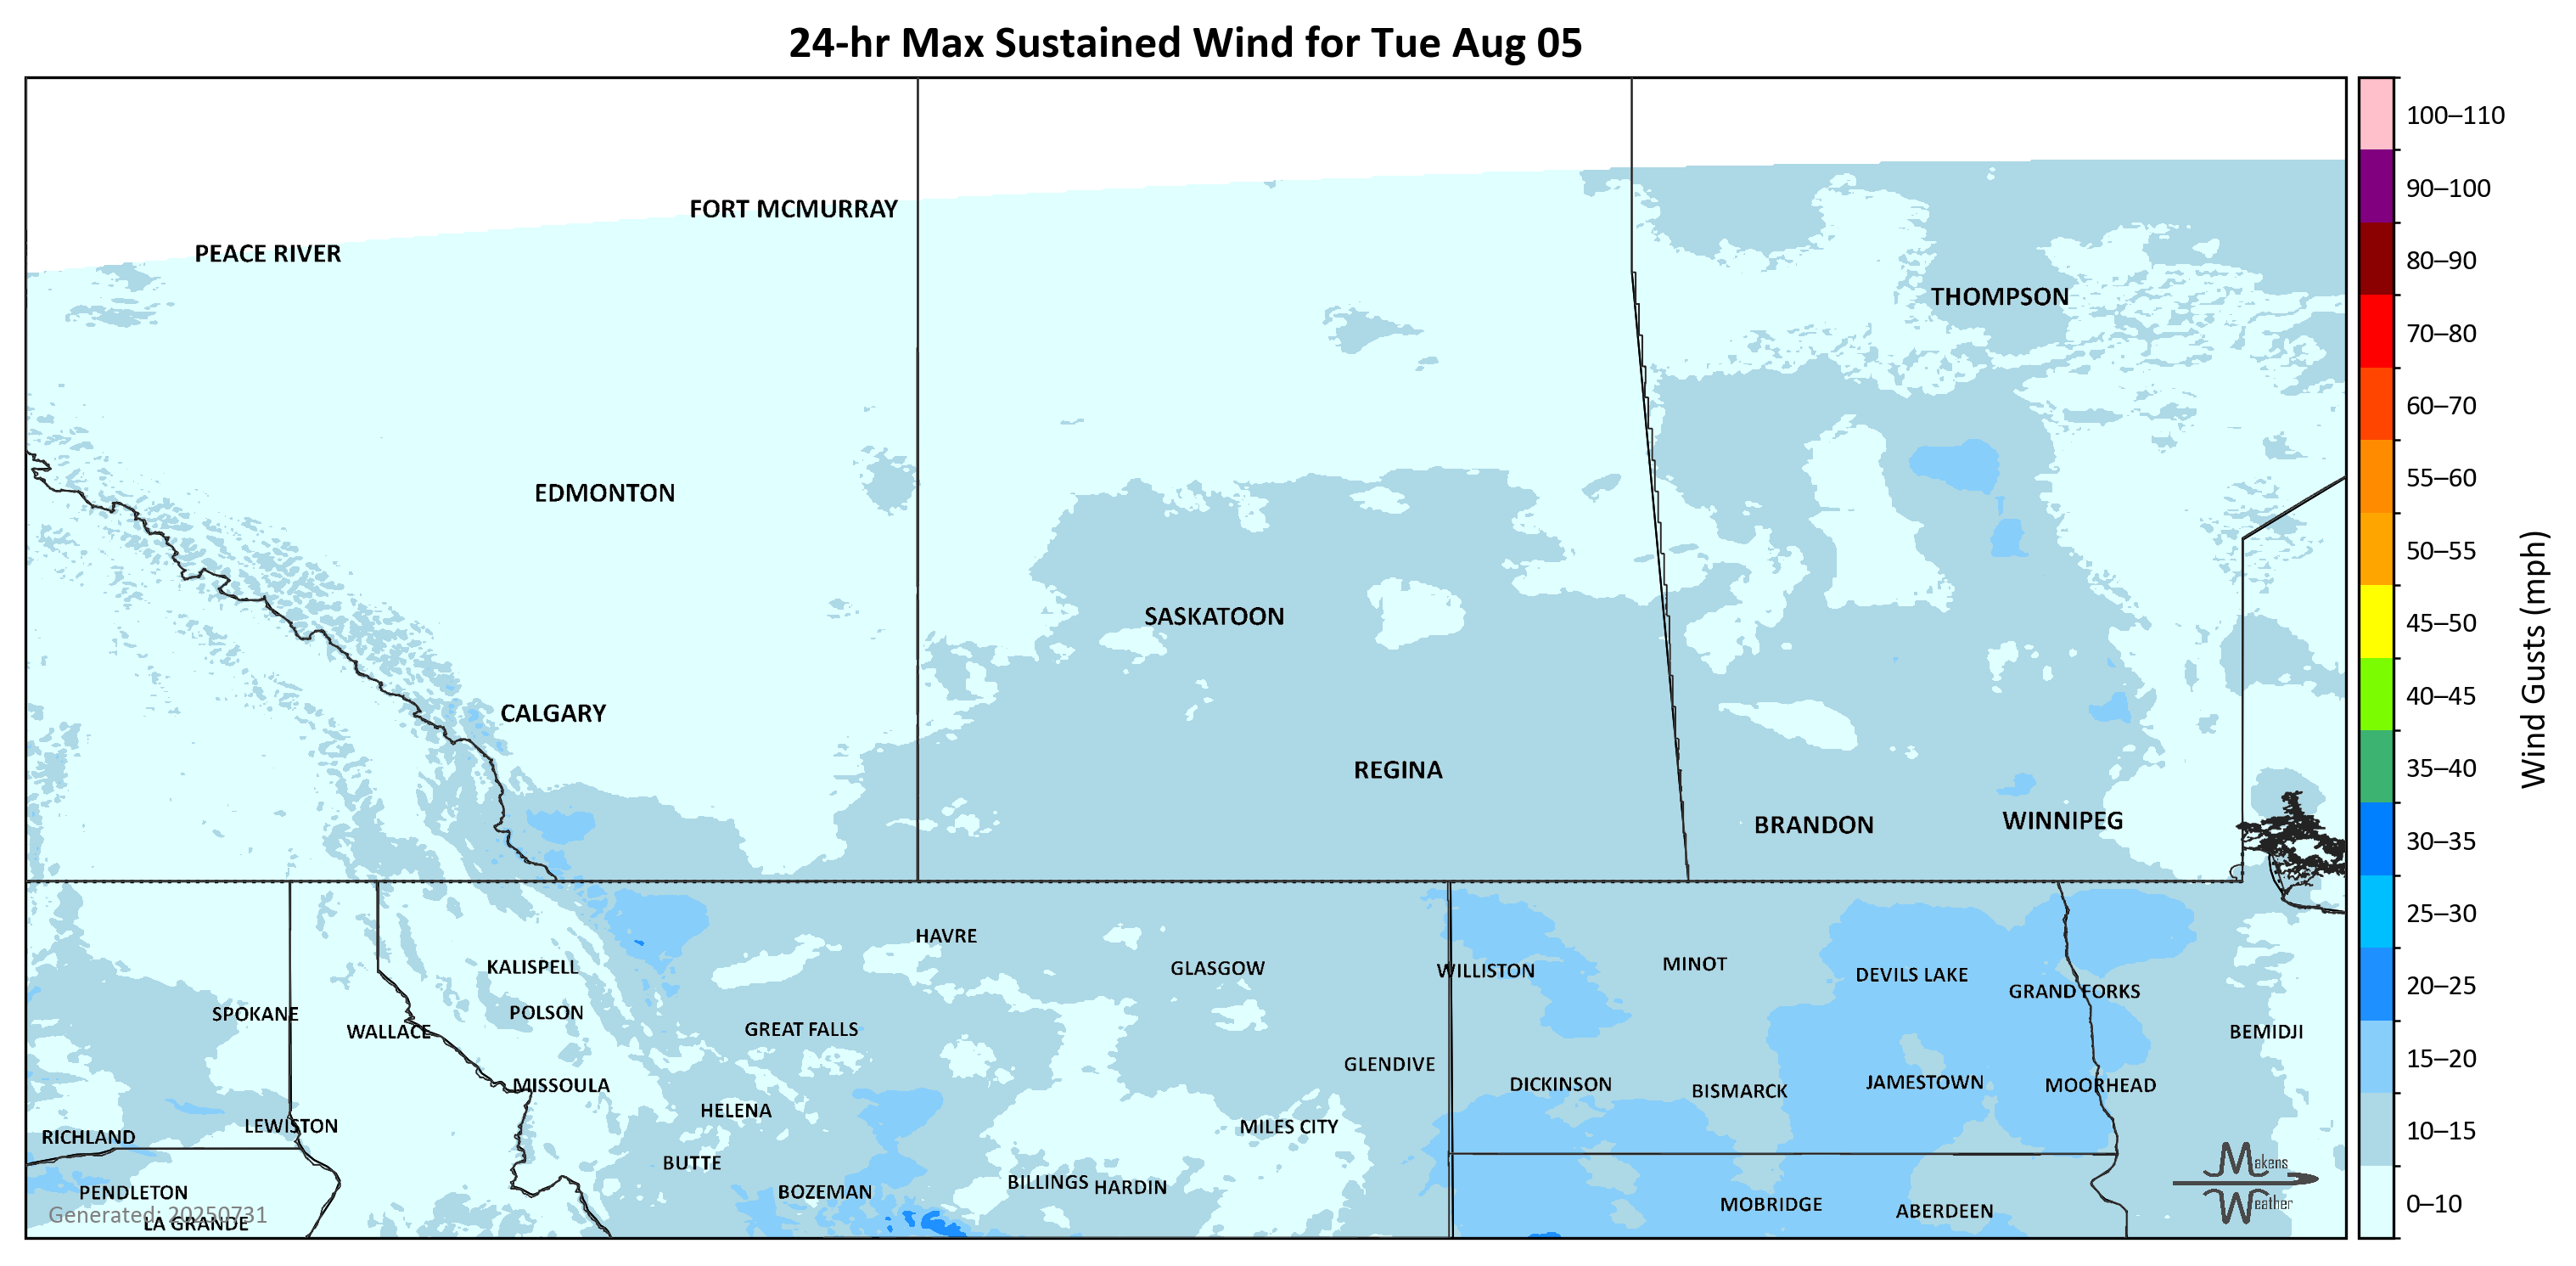 24-hr Max Sustained Wind for Tue Aug 05
100–110
90–100
80–90
70–80
60–70
55–60
50–55
45–50
40–45
35–40
30–35
25–30
20–25
15–20
10–15
0–10
Wind Gusts (mph)
FORT MCMURRAY
PEACE RIVER
THOMPSON
EDMONTON
SASKATOON
CALGARY
REGINA
BRANDON
WINNIPEG
HAVRE
KALISPELL
GLASGOW
WILLISTON
MINOT
DEVILS LAKE
GRAND FORKS
SPOKANE
POLSON
WALLACE
GREAT FALLS
BEMIDJI
GLENDIVE
MISSOULA
DICKINSON
BISMARCK
JAMESTOWN
MOORHEAD
HELENA
LEWISTON
MILES CITY
RICHLAND
BUTTE
BILLINGS
HARDIN
PENDLETON
BOZEMAN
MOBRIDGE
ABERDEEN
LA GRANDE
Generated: 20250731
Makens
Weather